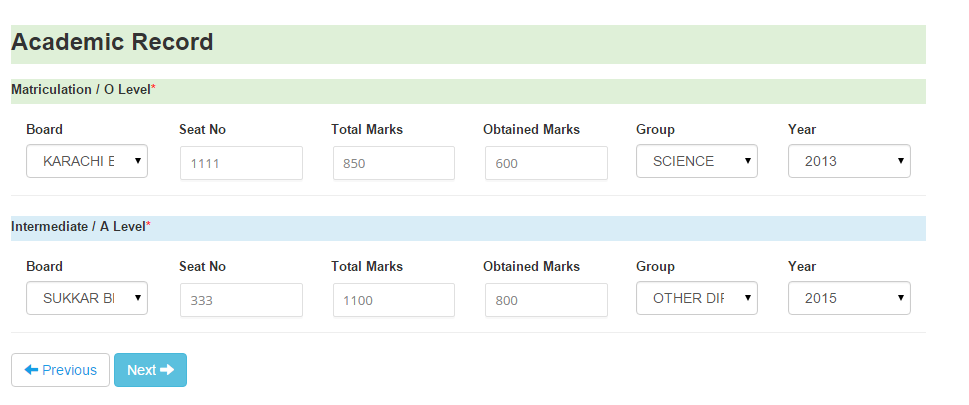 Academic Record
Matriculation / O Level*
Board Seat No Total Marks Obtained Marks Group Year
KARACHI 1111 850 600 SCIENCE 2013
Intermediate / A Level*
Board Seat No Total Marks Obtained Marks Group Year
SUKKAR 333 1100 800 OTHER 2015
Previous Next